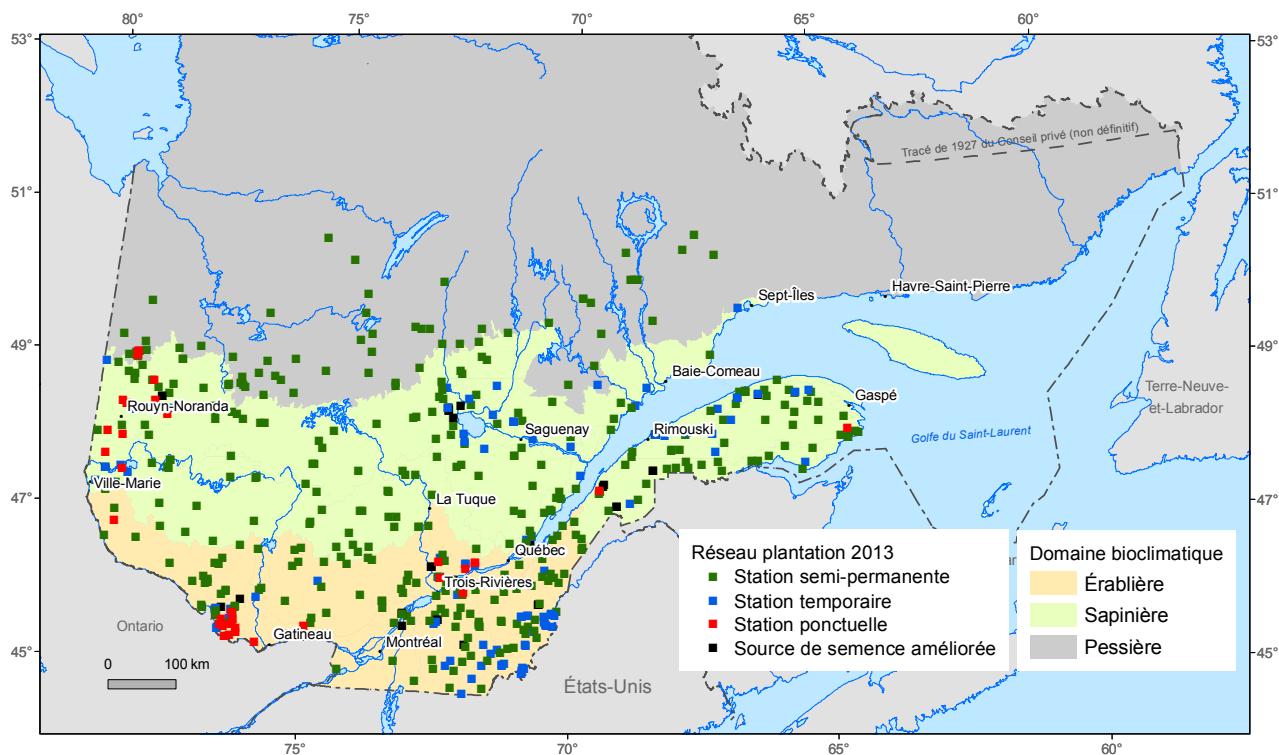 80° 75° 70° 65° 60°
53° 53°
Tracé de 1927 du Conseil privé (non définitif)
51° 51°
Sept-Îles
Havre-Saint-Pierre
49° 49°
Baie-Comeau
Terre-Neuve-
et-Labrador
Gaspé
Rouyn-Noranda
Saguenay
Rimouski
Golfe du Saint-Laurent
Ville-Marie
47° 47°
La Tuque
Québec
Trois-Rivières
Ontario
Gatineau
Montréal
45° 45°
0 100 km
États-Unis
Réseau plantation 2013
Station semi-permanente
Station temporaire
Station ponctuelle
Source de semence améliorée
Domaine bioclimatique
Érablière
Sapinière
Pessière
75° 70° 65° 60°